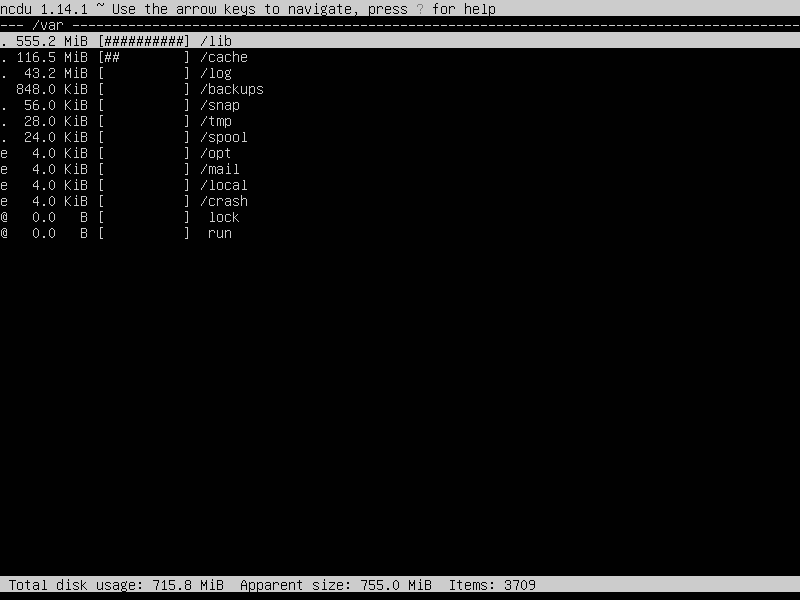 ncdu 1.14.1 ~ Use the arrow keys to navigate, press ? for help
--- /var -------------------------------------------------------------------------------------------
. 555.2 MiB [##########] /lib
. 116.5 MiB [##        ] /cache
.  43.2 MiB [          ] /log
  848.0 KiB [          ] /backups
.  56.0 KiB [          ] /snap
.  28.0 KiB [          ] /tmp
.  24.0 KiB [          ] /spool
e   4.0 KiB [          ] /opt
e   4.0 KiB [          ] /mail
e   4.0 KiB [          ] /local
e   4.0 KiB [          ] /crash
@   0.0   B [          ]  lock
@   0.0   B [          ]  run
 Total disk usage: 715.8 MiB  Apparent size: 755.0 MiB  Items: 3709